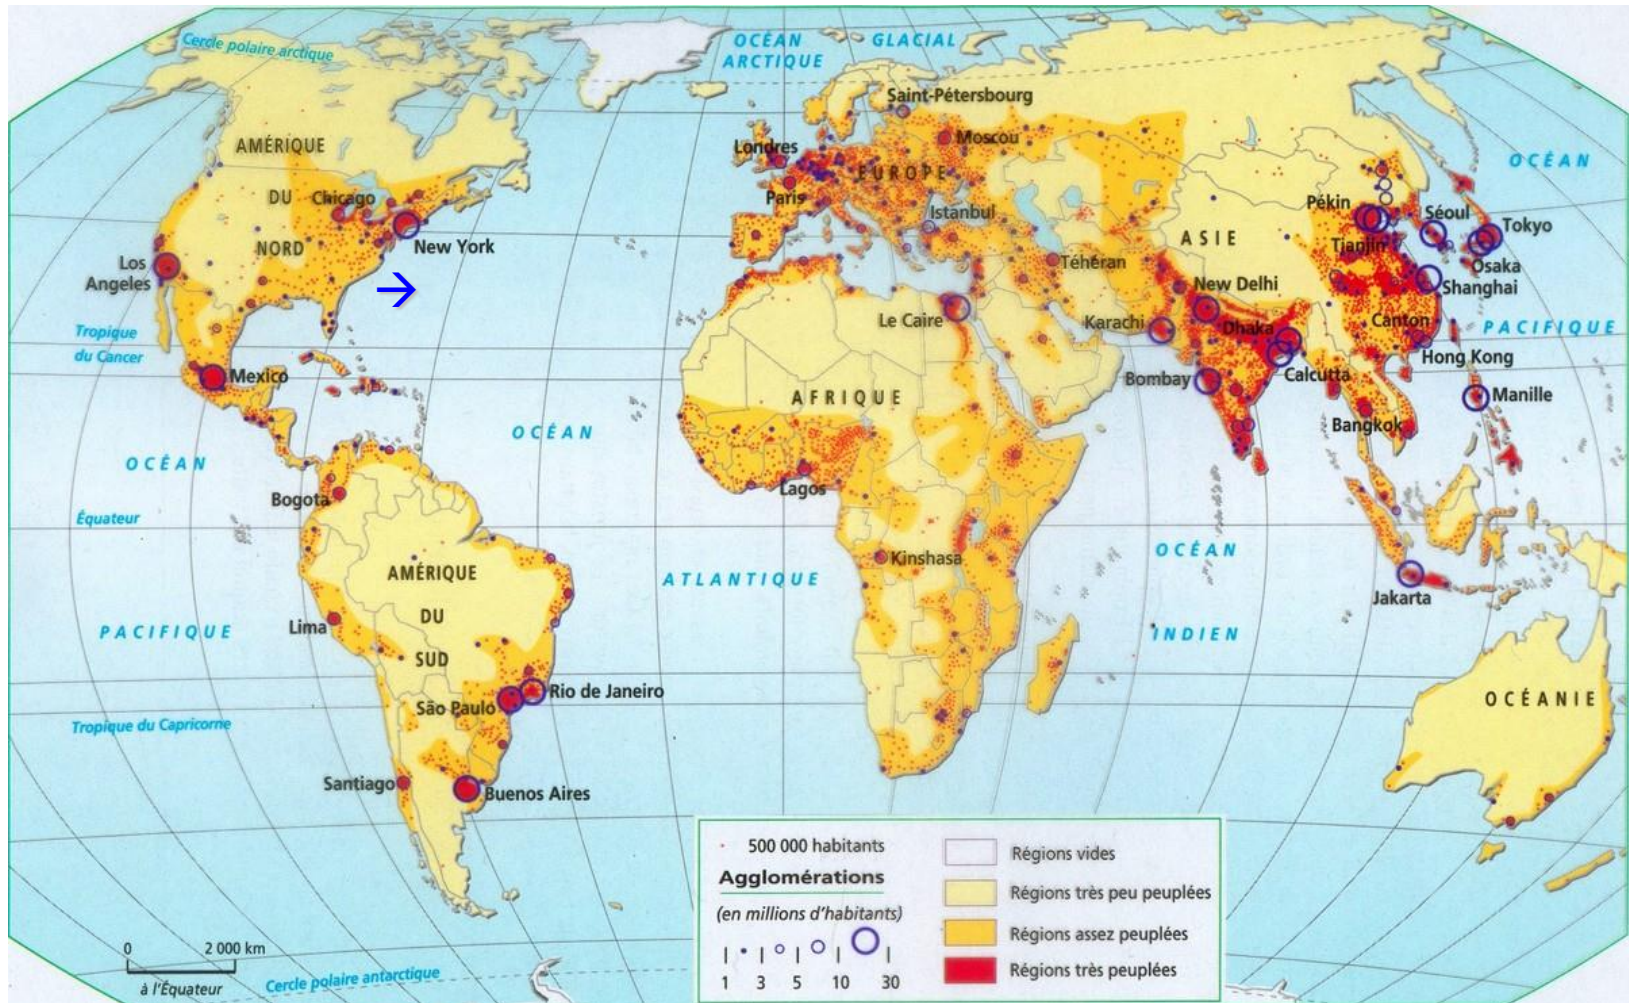 Cercle polaire arctique
OCÉAN
ARCTIQUE
GLACIAL
Saint-Pétersbourg
Moscou
Londres
EUROPE
Paris
Istanbul
AMÉRIQUE
DU
NORD
Chicago
New York
Los
Angeles
→
Tropique
du Cancer
Mexico
OCÉAN
PACIFIQUE
Pékin
Séoul
Tokyo
Tianjin
Osaka
Shanghai
ASIE
Téhéran
New Delhi
Le Caire
Karachi
Dhaka
Canton
Hong Kong
Bombay
Calcutta
Manille
Bangkok
AFRIQUE
OCÉAN
ATLANTIQUE
OCÉAN
PACIFIQUE
Bogota
Lagos
Équateur
Kinshasa
OCÉAN
INDIEN
Jakarta
AMÉRIQUE
DU
SUD
Lima
Rio de Janeiro
São Paulo
OCÉANIE
Tropique du Capricorne
Santiago
Buenos Aires
500 000 habitants
Agglomérations
(en millions d'habitants)
1 3 5 10 30
Régions vides
Régions très peu peuplées
Régions assez peuplées
Régions très peuplées
0 2 000 km
à l'Équateur
Cercle polaire antarctique